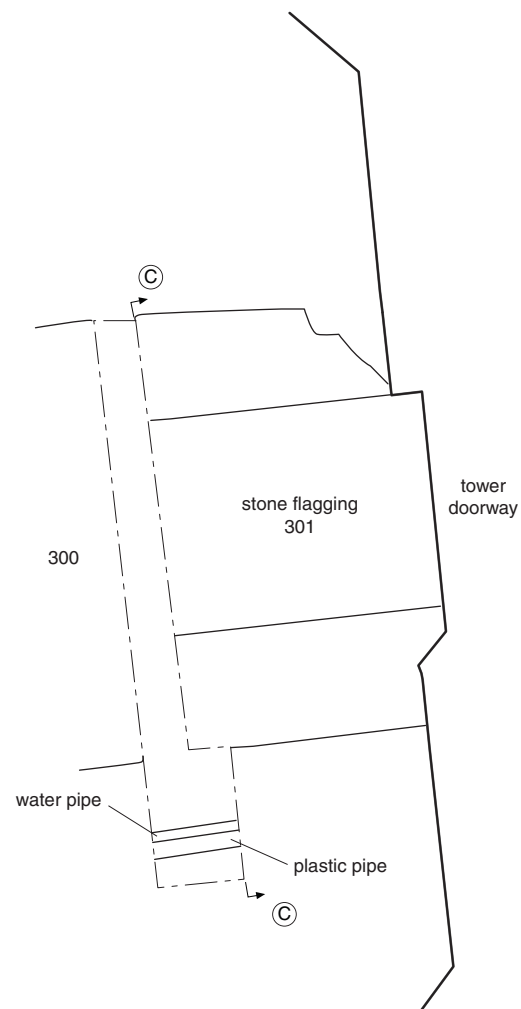 Ⓒ
tower
doorway
stone flagging
301
300
water pipe
plastic pipe
Ⓒ